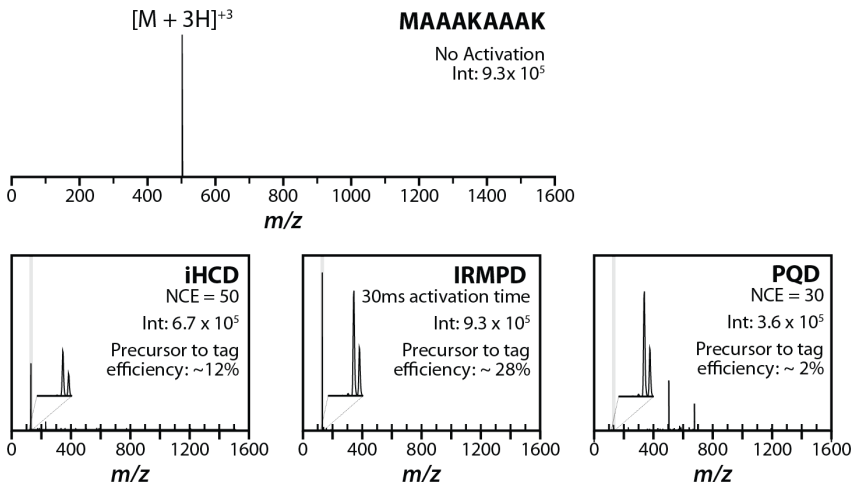 [M + 3H]+3
MAAAKAAAK
No Activation
Int: 9.3x 10⁵
0 200 400 600 800 1000 1200 1400 1600
m/z
iHCD
NCE = 50
Int: 6.7 x 10⁵
Precursor to tag
efficiency: ~12%
400 800 1200 1600
m/z
IRMPD
30ms activation time
Int: 9.3 x 10⁵
Precursor to tag
efficiency: ~ 28%
400 800 1200 1600
m/z
PQD
NCE = 30
Int: 3.6 x 10⁵
Precursor to tag
efficiency: ~ 2%
0 400 800 1200 1600
m/z